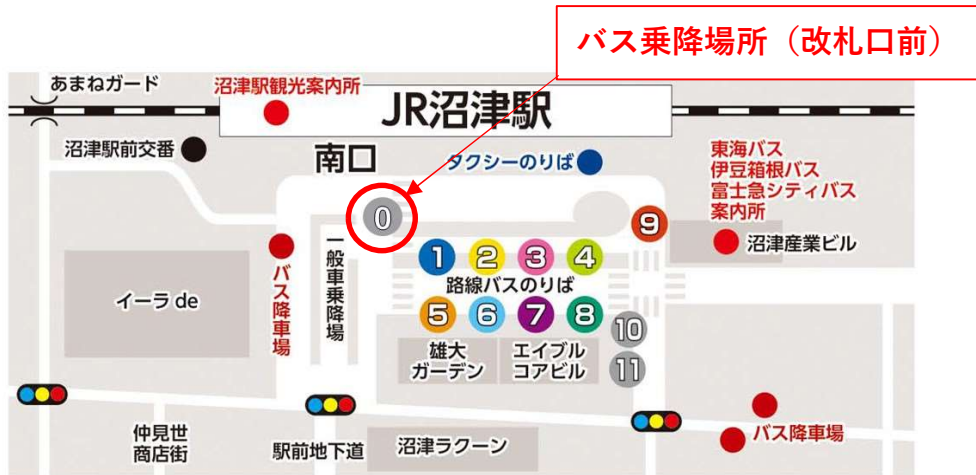 バス乗降場所（改札口前）
あまねガード
沼津駅観光案内所
JR沼津駅
沼津駅前交番
南口
タクシーのりば
東海バス
伊豆箱根バス
富士急シティバス
案内所
0
9
沼津産業ビル
1 2 3 4
路線バスのりば
5 6 7 8
10
11
イーラ de
バス降車場
一般車乗降場
雄大
ガーデン
エイブル
コアビル
仲見世
商店街
駅前地下道
沼津ラクーン
バス降車場